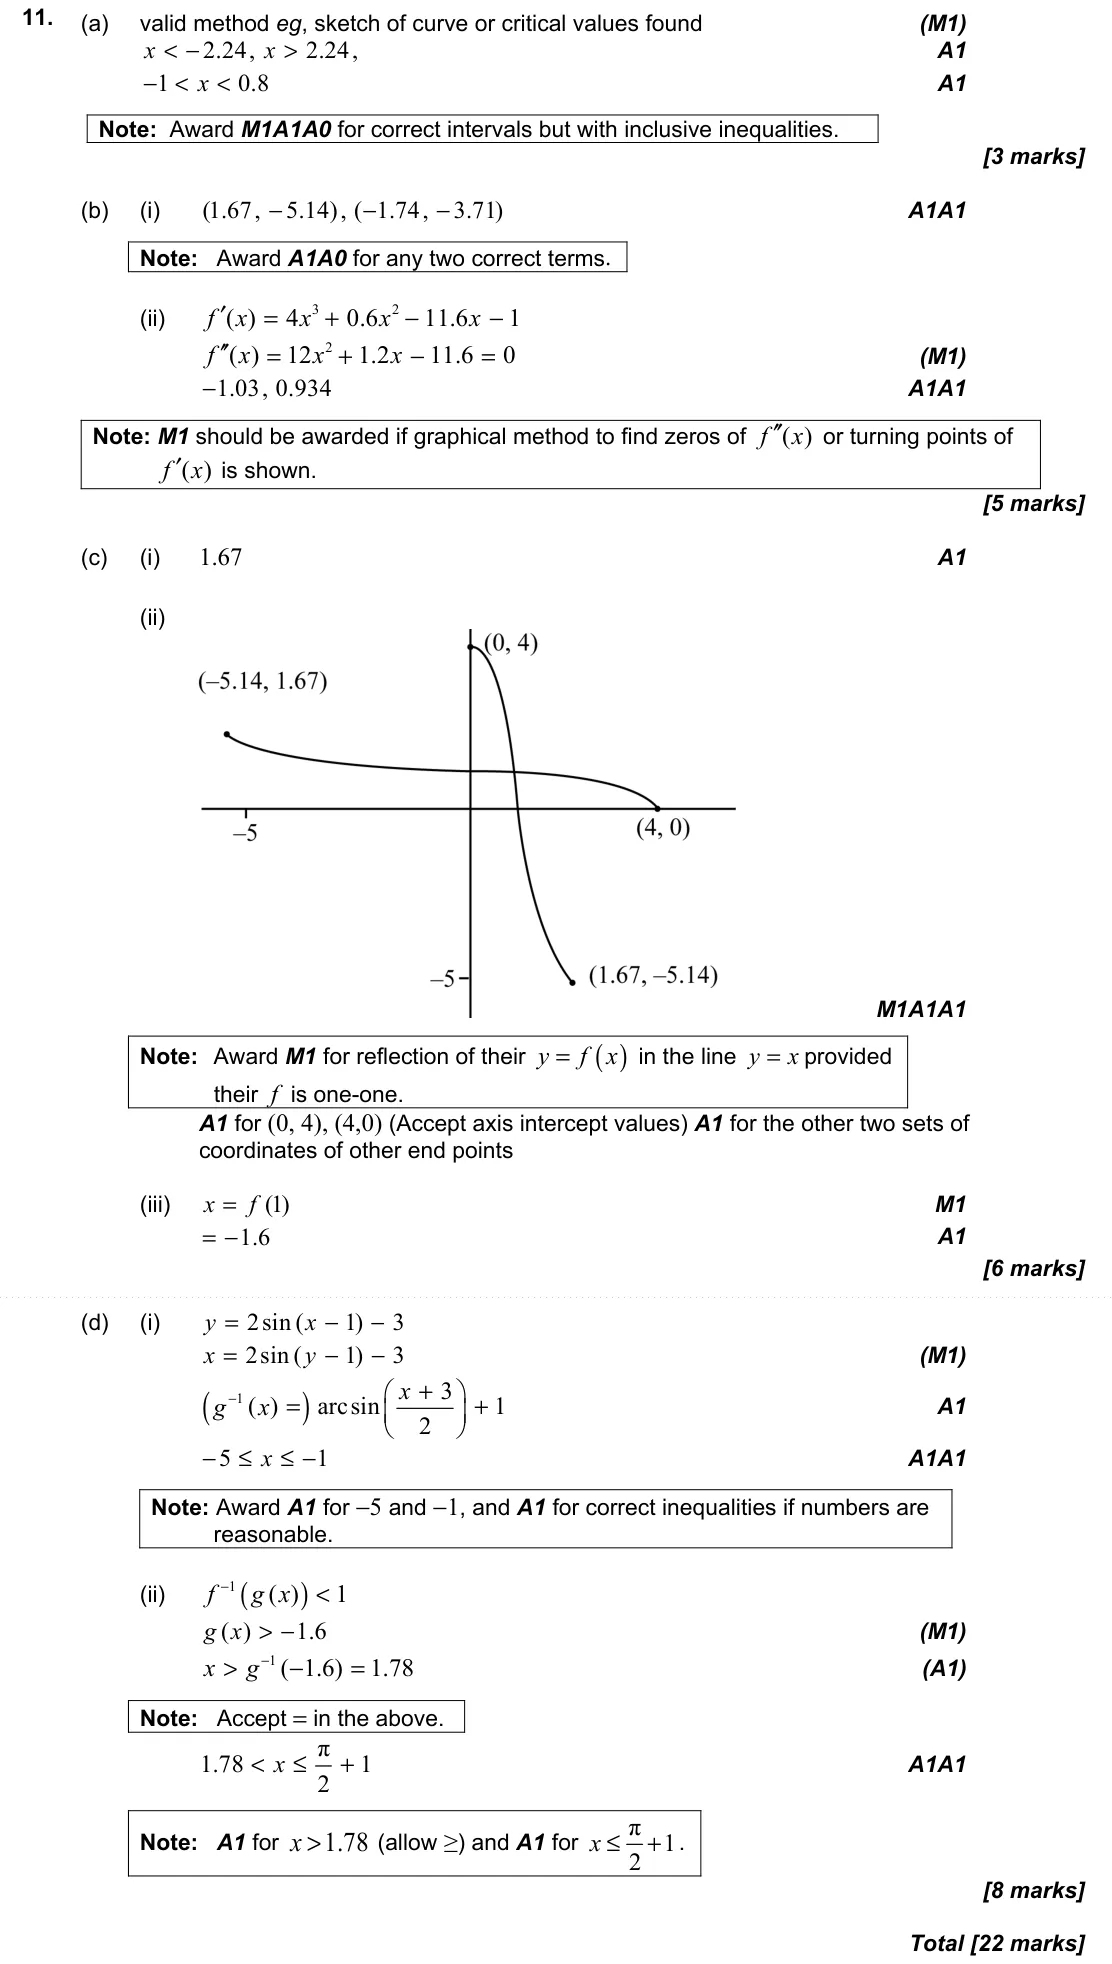 11. (a) valid method eg, sketch of curve or critical values found (M1)
x < −2.24, x > 2.24, A1
−1 < x < 0.8 A1
Note: Award M1A1A0 for correct intervals but with inclusive inequalities.
[3 marks]
(b) (i) (1.67, −5.14), (−1.74, −3.71) A1A1
Note: Award A1A0 for any two correct terms.
(ii) f′(x) = 4x³ + 0.6x² − 11.6x − 1
f″(x) = 12x² + 1.2x − 11.6 = 0 (M1)
−1.03, 0.934 A1A1
Note: M1 should be awarded if graphical method to find zeros of f″(x) or turning points of
f′(x) is shown.
[5 marks]
(c) (i) 1.67 A1
(ii)
(0, 4)
(–5.14, 1.67)
–5
(4, 0)
–5
(1.67, –5.14)
M1A1A1
Note: Award M1 for reflection of their y = f(x) in the line y = x provided
their f is one-one.
A1 for (0, 4), (4,0) (Accept axis intercept values) A1 for the other two sets of
coordinates of other end points
(iii) x = f(1) M1
= −1.6 A1
[6 marks]
(d) (i) y = 2sin(x − 1) − 3
x = 2sin(y − 1) − 3 (M1)
(g⁻¹(x) =) arcsin((x + 3)/2) + 1 A1
−5 ≤ x ≤ −1 A1A1
Note: Award A1 for −5 and −1, and A1 for correct inequalities if numbers are
reasonable.
(ii) f⁻¹(g(x)) < 1
g(x) > −1.6 (M1)
x > g⁻¹(−1.6) = 1.78 (A1)
Note: Accept = in the above.
1.78 < x ≤ π/2 + 1 A1A1
Note: A1 for x > 1.78 (allow ≥) and A1 for x ≤ π/2 + 1.
[8 marks]
Total [22 marks]